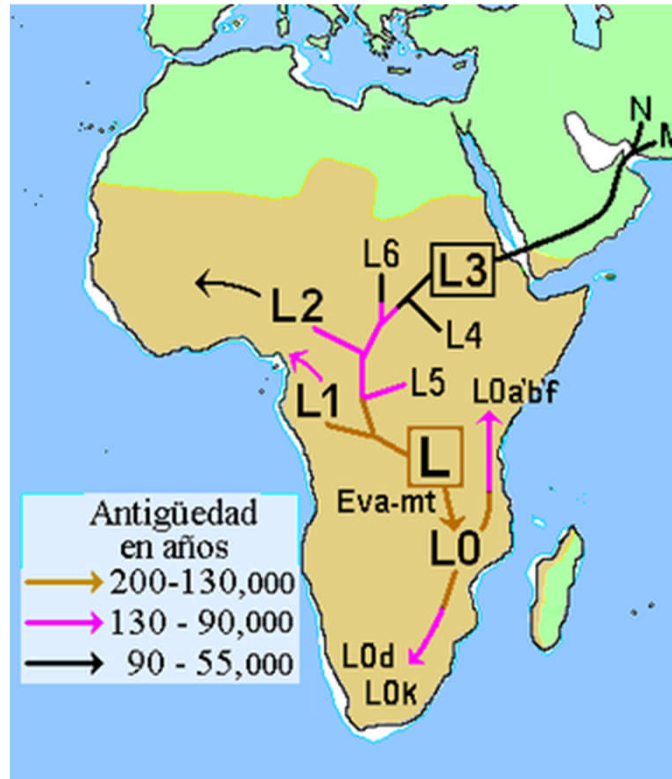 N
M
L6
L3
L2
L4
L5
L0a'b'f
L1
L
Eva-mt
L0
Antigüedad
en años
200-130,000
130 - 90,000
90 - 55,000
L0d
L0k